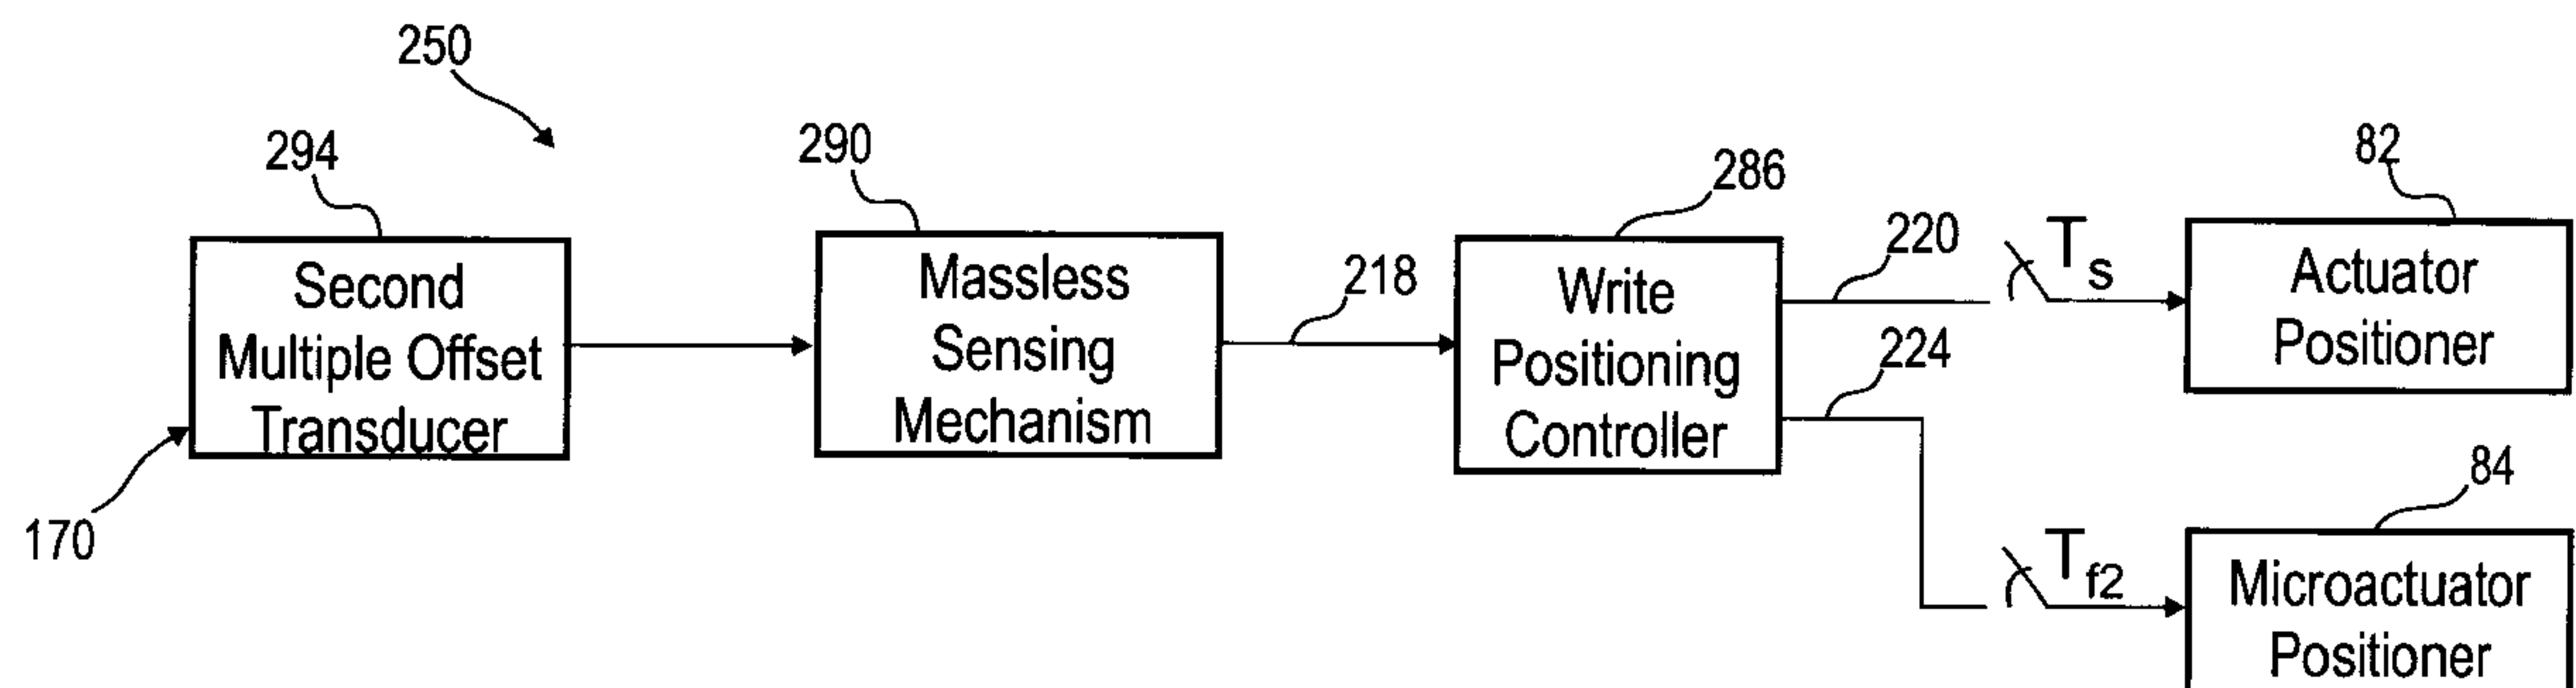 250
294
290
286
82
Second
Multiple Offset
Transducer
Massless
Sensing
Mechanism
218
Write
Positioning
Controller
220
224
Ts
Actuator
Positioner
170
84
Tf2
Microactuator
Positioner